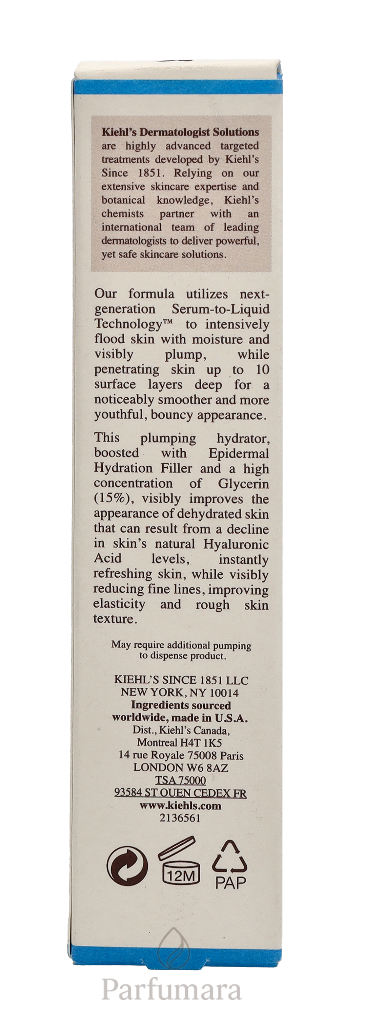 Kiehl's Dermatologist Solutions
are highly advanced targeted
treatments developed by Kiehl's
Since 1851. Relying on our
extensive skincare expertise and
botanical knowledge, Kiehl's
chemists partner with an
international team of leading
dermatologists to deliver powerful,
yet safe skincare solutions.
Our formula utilizes next-
generation Serum-to-Liquid
Technology™ to intensively
flood skin with moisture and
visibly plump, while
penetrating skin up to 10
surface layers deep for a
noticeably smoother and more
youthful, bouncy appearance.
This plumping hydrator,
boosted with Epidermal
Hydration Filler and a high
concentration of Glycerin
(15%), visibly improves the
appearance of dehydrated skin
that can result from a decline
in skin's natural Hyaluronic
Acid levels, instantly
refreshing skin, while visibly
reducing fine lines, improving
elasticity and rough skin
texture.
May require additional pumping
to dispense product.
KIEHL'S SINCE 1851 LLC
NEW YORK, NY 10014
Ingredients sourced
worldwide, made in U.S.A.
Dist., Kiehl's Canada,
Montreal H4T 1K5
14 rue Royale 75008 Paris
LONDON W6 8AZ
TSA 75000
93584 ST OUEN CEDEX FR
www.kiehls.com
2136561
12M
PAP
Parfumara